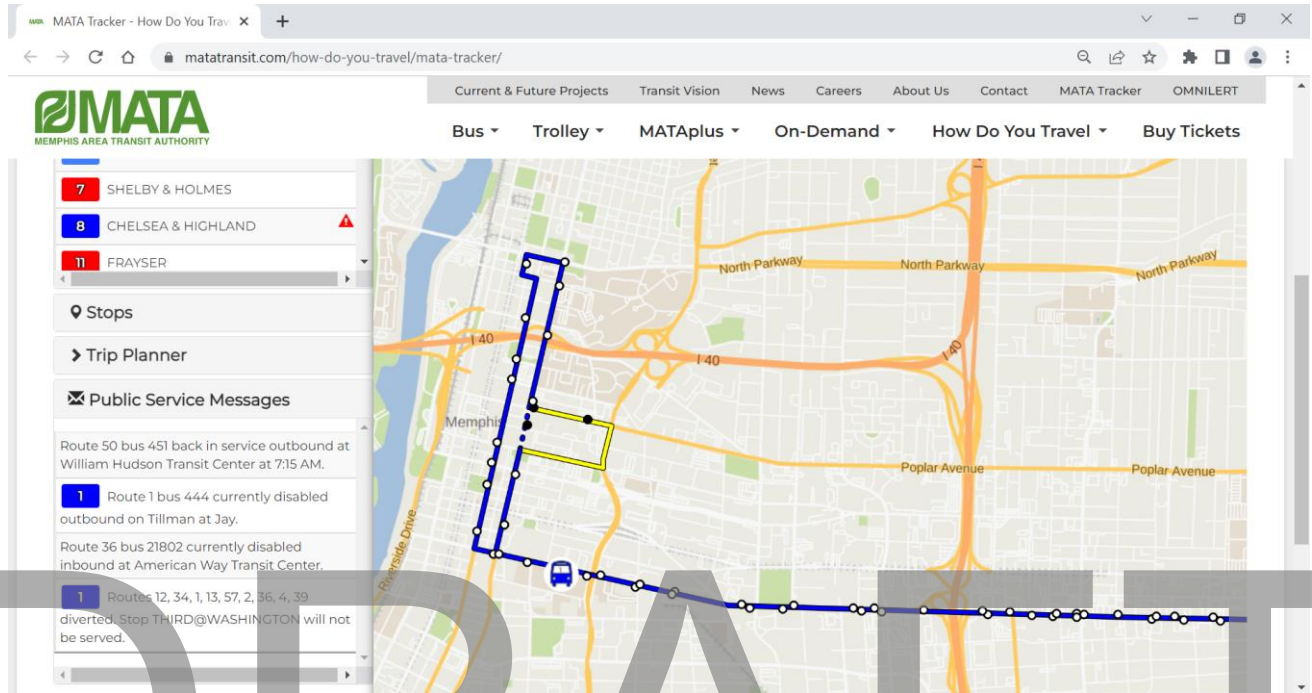 MATA Tracker - How Do You Trav
matatransit.com/how-do-you-travel/mata-tracker/
MATA
MEMPHIS AREA TRANSIT AUTHORITY
Current & Future Projects Transit Vision News Careers About Us Contact MATA Tracker OMNILERT
Bus Trolley MATAplus On-Demand How Do You Travel Buy Tickets
7 SHELBY & HOLMES
8 CHELSEA & HIGHLAND
11 FRAYSER
Stops
Trip Planner
Public Service Messages
Route 50 bus 451 back in service outbound at
William Hudson Transit Center at 7:15 AM.
1 Route 1 bus 444 currently disabled
outbound on Tillman at Jay.
Route 36 bus 21802 currently disabled
inbound at American Way Transit Center.
1 Routes 12, 34, 1, 13, 57, 2, 36, 4, 39
diverted. Stop THIRD@WASHINGTON will not
be served.
North Parkway
North Parkway
North Parkway
I 40
I 40
I 40
Memphis
Poplar Avenue
Poplar Avenue
Riverside Drive
DRAFT